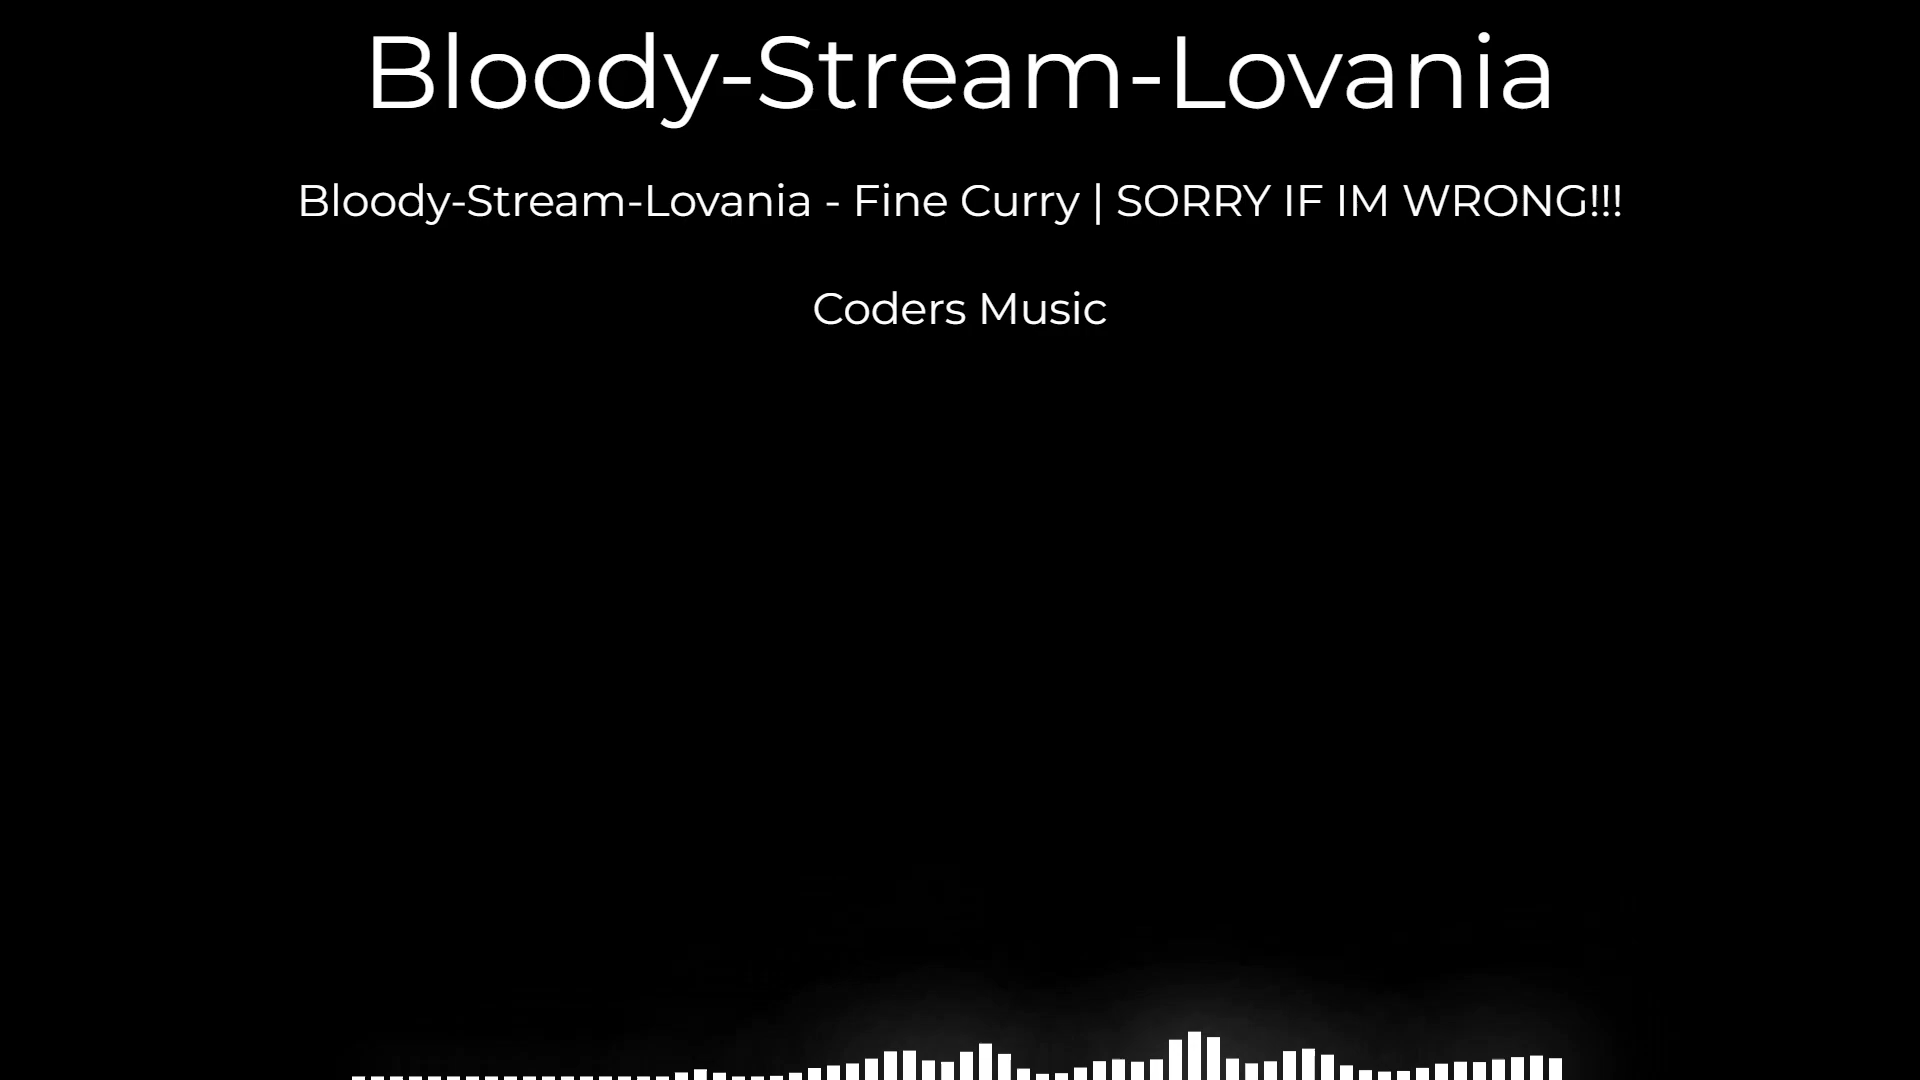 Bloody-Stream-Lovania
Bloody-Stream-Lovania - Fine Curry | SORRY IF IM WRONG!!!
Coders Music